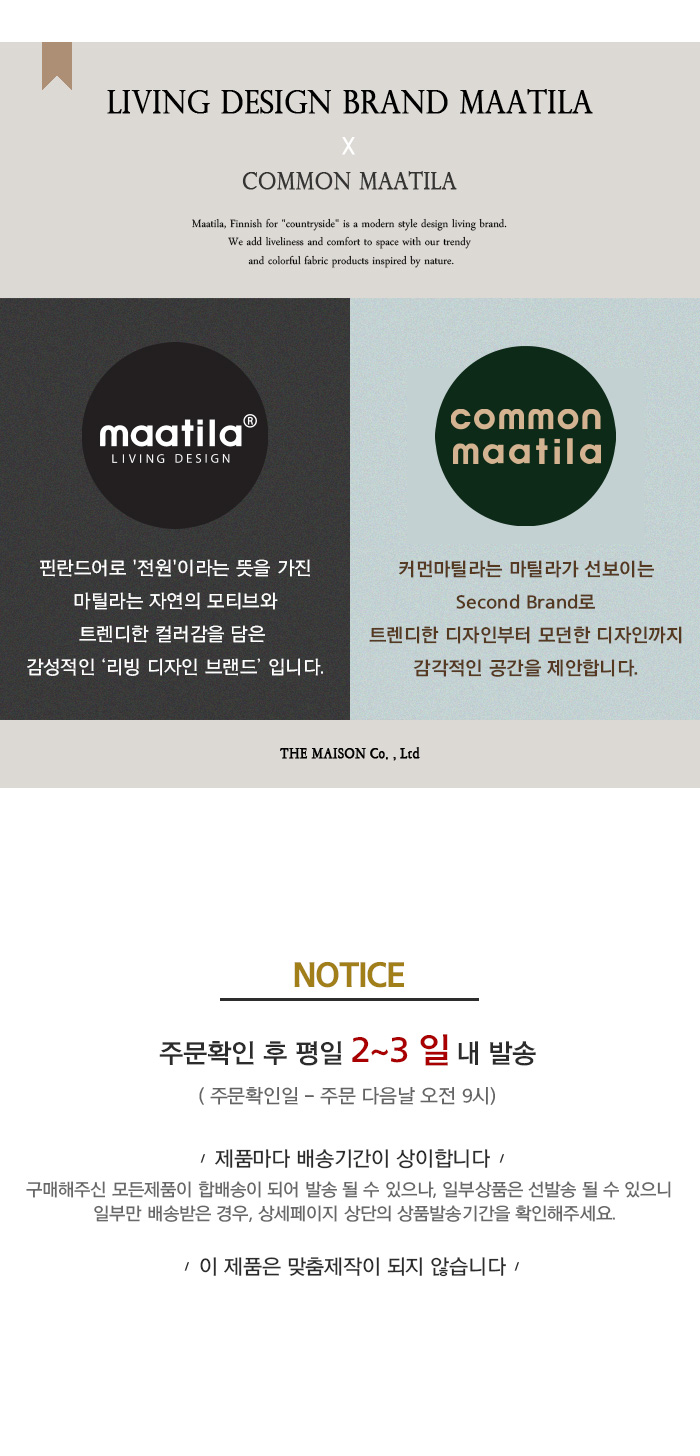 LIVING DESIGN BRAND MAATILA
X
COMMON MAATILA
Maatila, Finnish for "countryside" is a modern style design living brand.
We add liveliness and comfort to space with our trendy
and colorful fabric products inspired by nature.
maatila®
LIVING DESIGN
핀란드어로 '전원'이라는 뜻을 가진
마틸라는 자연의 모티브와
트렌디한 컬러감을 담은
감성적인 ‘리빙 디자인 브랜드’ 입니다.
common
maatila
커먼마틸라는 마틸라가 선보이는
Second Brand로
트렌디한 디자인부터 모던한 디자인까지
감각적인 공간을 제안합니다.
THE MAISON Co. , Ltd
NOTICE
주문확인 후 평일 2~3 일 내 발송
( 주문확인일 – 주문 다음날 오전 9시)
′ 제품마다 배송기간이 상이합니다 ′
구매해주신 모든제품이 합배송이 되어 발송 될 수 있으나, 일부상품은 선발송 될 수 있으니
일부만 배송받은 경우, 상세페이지 상단의 상품발송기간을 확인해주세요.
′ 이 제품은 맞춤제작이 되지 않습니다 ′